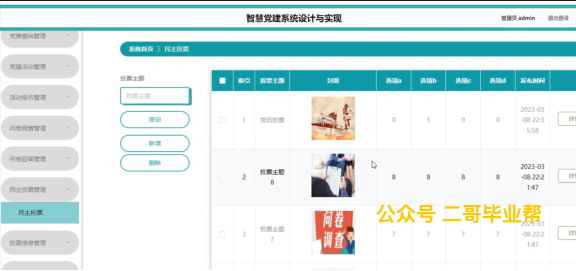 智慧党建系统设计与实现
管理员 admin
退出登录
党费缴纳管理
系统首页
民主投票
党建活动管理
活动报名管理
问卷调查管理
问卷回答管理
民主投票管理
民主投票
投票信息管理
投票主题
投票主题
查询
新增
删除
索引 投票主题 封面 选项a 选项b 选项c 选项d 发布时间
1 党员投票 0 1 0 0 2023-03
-08 22:3
5:58
2 投票主题
8 8 8 8 8 2023-03
-08 22:2
1:47
3 投票主题
7 7 7 7 7 2023-03
-08 22:2
1:47
问卷
调查
公众号 二哥毕业帮